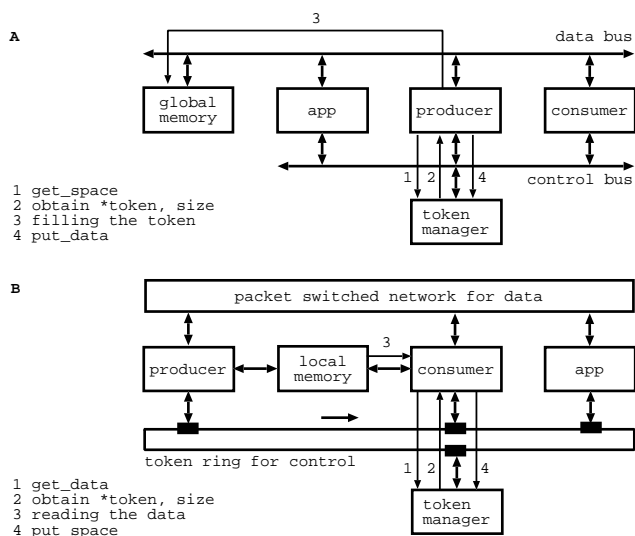 3
A
data bus
global
memory
app
producer
consumer
1 2 4
control bus
1 get_space
2 obtain *token, size
3 filling the token
4 put_data
token
manager
B
packet switched network for data
3
producer
local
memory
consumer
app
token ring for control
1 2 4
1 get_data
2 obtain *token, size
3 reading the data
4 put_space
token
manager